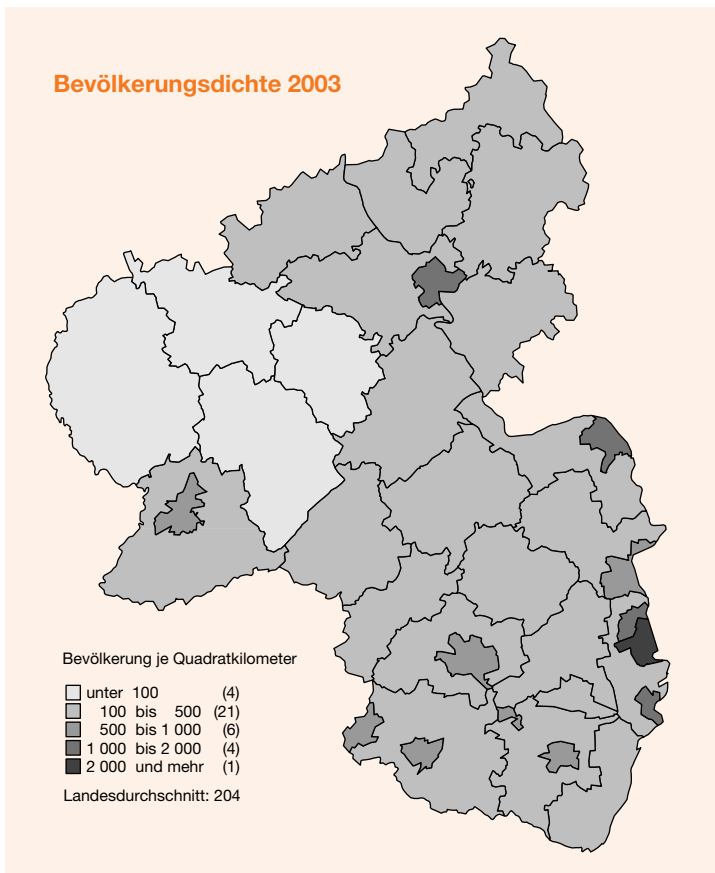 Bevölkerungsdichte 2003
Bevölkerung je Quadratkilometer
unter 100 (4)
100 bis 500 (21)
500 bis 1 000 (6)
1 000 bis 2 000 (4)
2 000 und mehr (1)
Landesdurchschnitt: 204